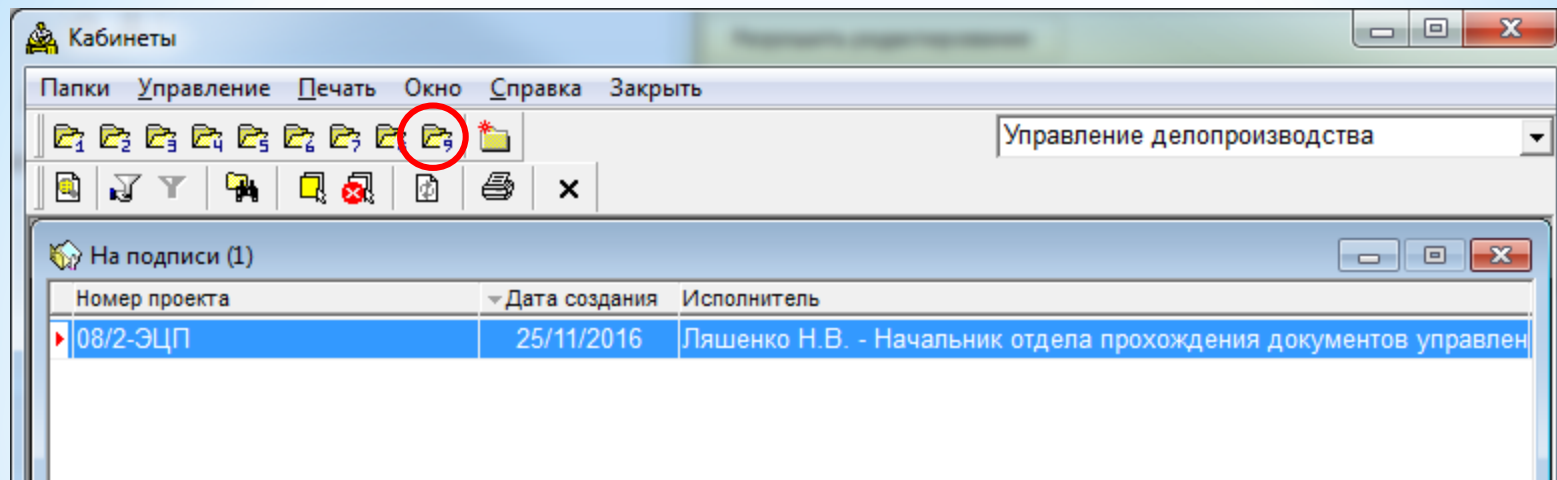 Кабинеты
Папки Управление Печать Окно Справка Закрыть
1 2 3 4 5 6 7 9 Управление делопроизводства
На подписи (1)
Номер проекта Дата создания Исполнитель
08/2-ЭЦП 25/11/2016 Ляшенко Н.В. - Начальник отдела прохождения документов управлен